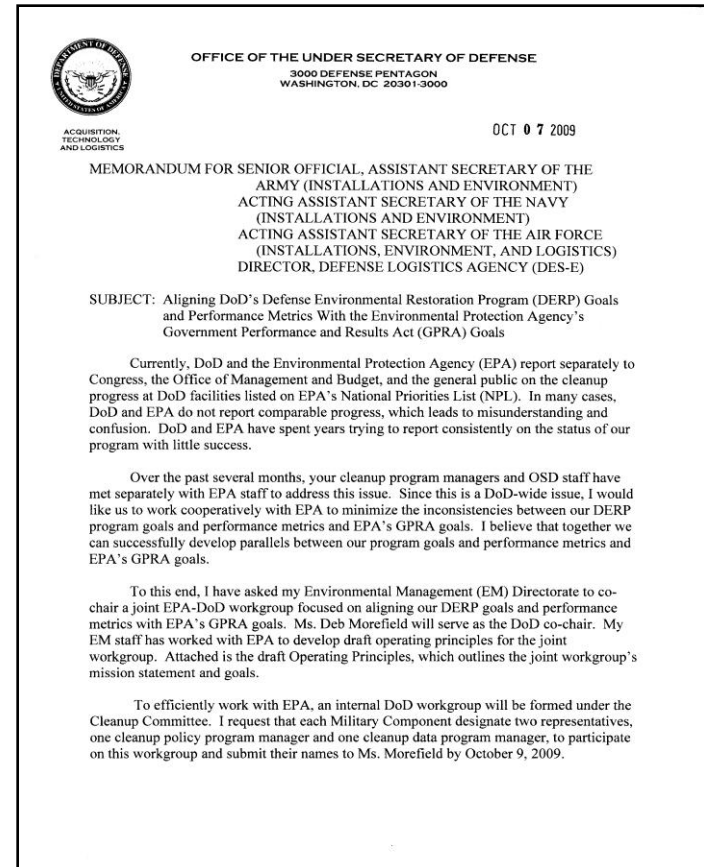 DEPARTMENT OF DEFENSE
UNITED STATES OF AMERICA
OFFICE OF THE UNDER SECRETARY OF DEFENSE
3000 DEFENSE PENTAGON
WASHINGTON, DC 20301-3000
ACQUISITION,
TECHNOLOGY
AND LOGISTICS
OCT 07 2009
MEMORANDUM FOR SENIOR OFFICIAL, ASSISTANT SECRETARY OF THE
ARMY (INSTALLATIONS AND ENVIRONMENT)
ACTING ASSISTANT SECRETARY OF THE NAVY
(INSTALLATIONS AND ENVIRONMENT)
ACTING ASSISTANT SECRETARY OF THE AIR FORCE
(INSTALLATIONS, ENVIRONMENT, AND LOGISTICS)
DIRECTOR, DEFENSE LOGISTICS AGENCY (DES-E)
SUBJECT: Aligning DoD's Defense Environmental Restoration Program (DERP) Goals
and Performance Metrics With the Environmental Protection Agency's
Government Performance and Results Act (GPRA) Goals
Currently, DoD and the Environmental Protection Agency (EPA) report separately to
Congress, the Office of Management and Budget, and the general public on the cleanup
progress at DoD facilities listed on EPA's National Priorities List (NPL). In many cases,
DoD and EPA do not report comparable progress, which leads to misunderstanding and
confusion. DoD and EPA have spent years trying to report consistently on the status of our
program with little success.
Over the past several months, your cleanup program managers and OSD staff have
met separately with EPA staff to address this issue. Since this is a DoD-wide issue, I would
like us to work cooperatively with EPA to minimize the inconsistencies between our DERP
program goals and performance metrics and EPA's GPRA goals. I believe that together we
can successfully develop parallels between our program goals and performance metrics and
EPA's GPRA goals.
To this end, I have asked my Environmental Management (EM) Directorate to co-
chair a joint EPA-DoD workgroup focused on aligning our DERP goals and performance
metrics with EPA's GPRA goals. Ms. Deb Morefield will serve as the DoD co-chair. My
EM staff has worked with EPA to develop draft operating principles for the joint
workgroup. Attached is the draft Operating Principles, which outlines the joint workgroup's
mission statement and goals.
To efficiently work with EPA, an internal DoD workgroup will be formed under the
Cleanup Committee. I request that each Military Component designate two representatives,
one cleanup policy program manager and one cleanup data program manager, to participate
on this workgroup and submit their names to Ms. Morefield by October 9, 2009.